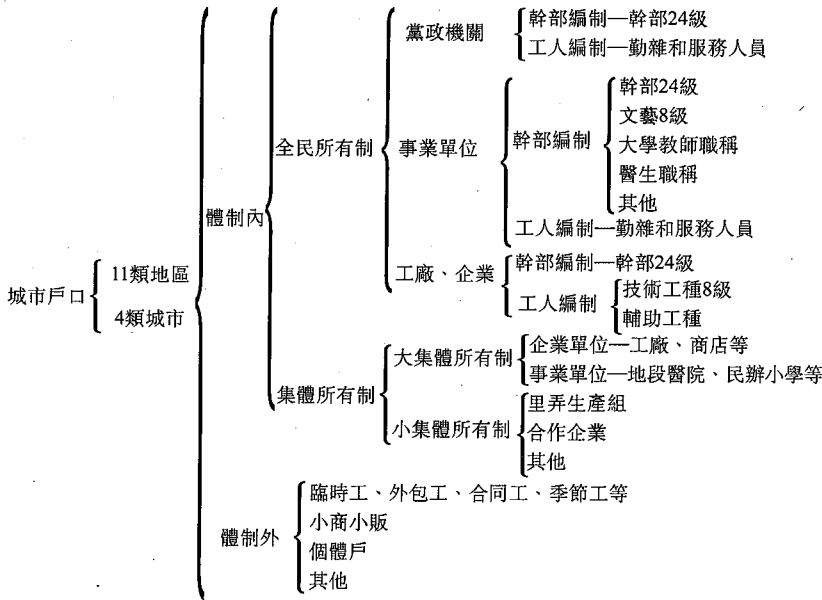 城市戶口
11類地區
4類城市
體制內
全民所有制
黨政機關
幹部編制—幹部24級
工人編制—勤雜和服務人員
事業單位
幹部編制
幹部24級
文藝8級
大學教師職稱
醫生職稱
其他
工人編制—勤雜和服務人員
工廠、企業
幹部編制—幹部24級
工人編制
技術工種8級
輔助工種
集體所有制
大集體所有制
企業單位—工廠、商店等
事業單位—地段醫院、民辦小學等
小集體所有制
里弄生產組
合作企業
其他
體制外
臨時工、外包工、合同工、季節工等
小商小販
個體戶
其他